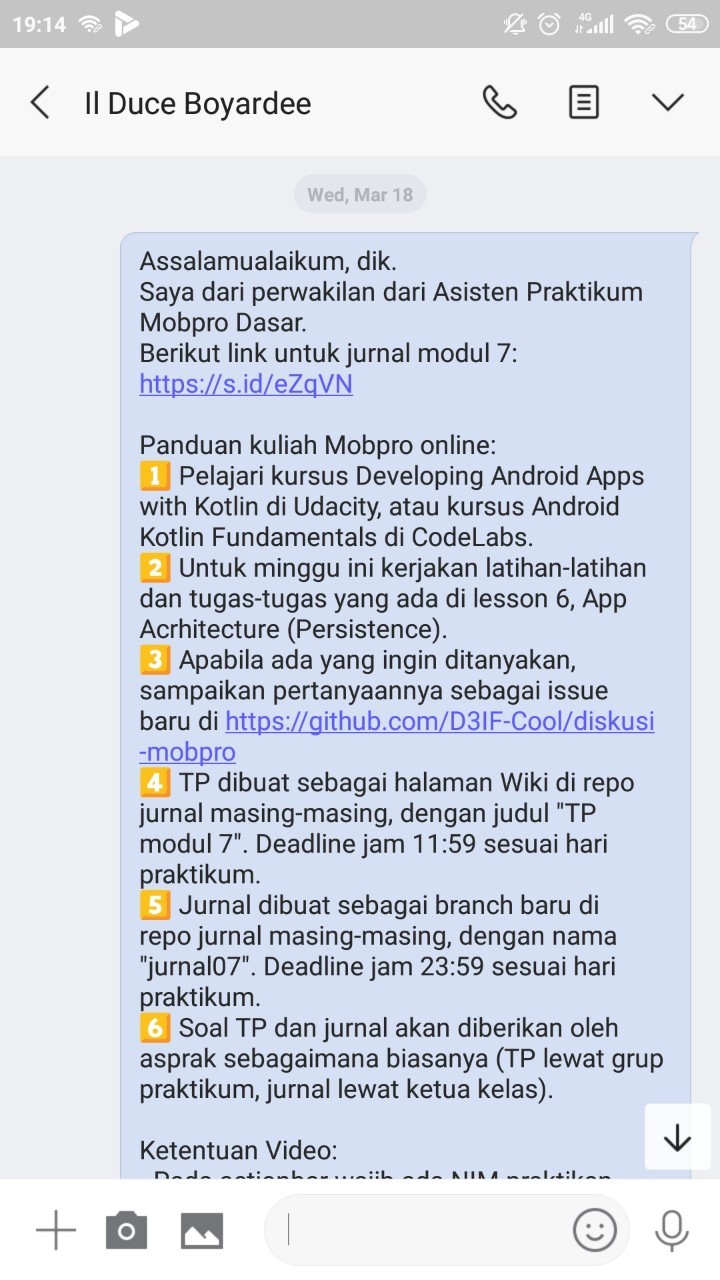 19:14
4G
54
Il Duce Boyardee
Wed, Mar 18
Assalamualaikum, dik.
Saya dari perwakilan dari Asisten Praktikum
Mobpro Dasar.
Berikut link untuk jurnal modul 7:
https://s.id/eZqVN
Panduan kuliah Mobpro online:
1 Pelajari kursus Developing Android Apps
with Kotlin di Udacity, atau kursus Android
Kotlin Fundamentals di CodeLabs.
2 Untuk minggu ini kerjakan latihan-latihan
dan tugas-tugas yang ada di lesson 6, App
Acrhitecture (Persistence).
3 Apabila ada yang ingin ditanyakan,
sampaikan pertanyaannya sebagai issue
baru di https://github.com/D3IF-Cool/diskusi
-mobpro
4 TP dibuat sebagai halaman Wiki di repo
jurnal masing-masing, dengan judul "TP
modul 7". Deadline jam 11:59 sesuai hari
praktikum.
5 Jurnal dibuat sebagai branch baru di
repo jurnal masing-masing, dengan nama
"jurnal07". Deadline jam 23:59 sesuai hari
praktikum.
6 Soal TP dan jurnal akan diberikan oleh
asprak sebagaimana biasanya (TP lewat grup
praktikum, jurnal lewat ketua kelas).
Ketentuan Video:
- Pada actionbar wajib ada NIM praktikan